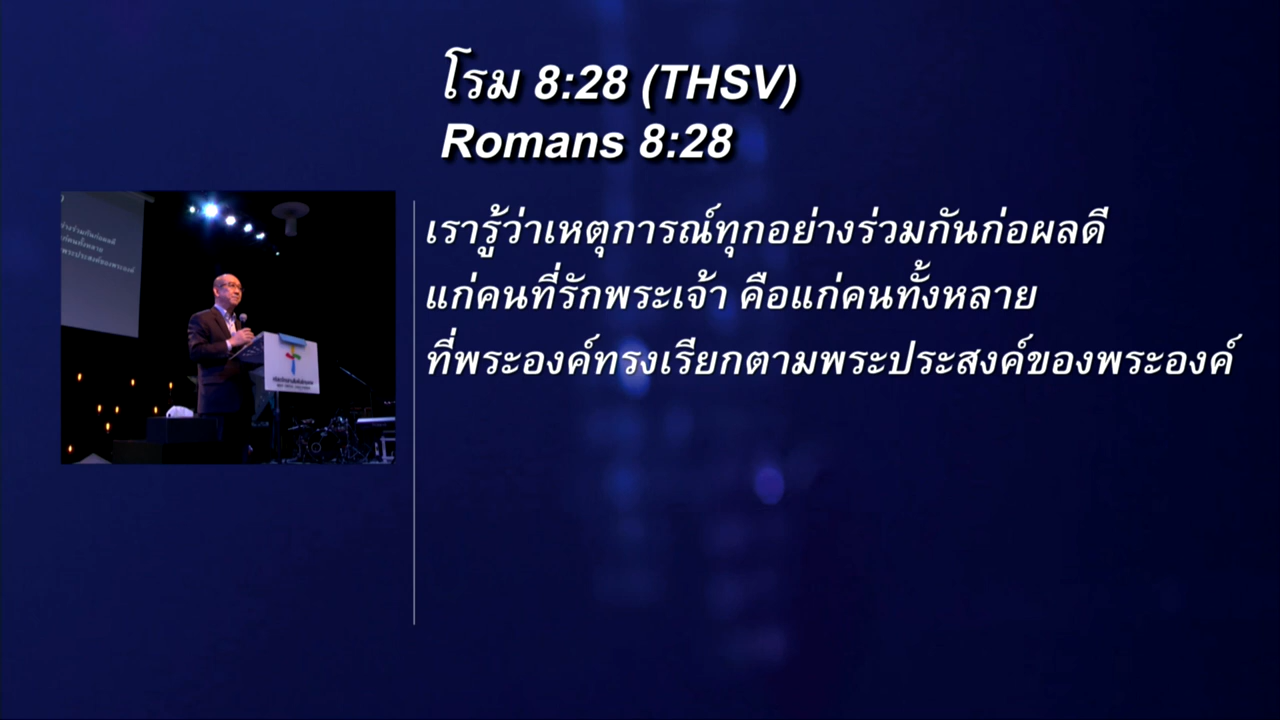 โรม 8:28 (THSV)
Romans 8:28
เรารู้ว่าเหตุการณ์ทุกอย่างร่วมกันก่อผลดี
แก่คนที่รักพระเจ้า คือแก่คนทั้งหลาย
ที่พระองค์ทรงเรียกตามพระประสงค์ของพระองค์